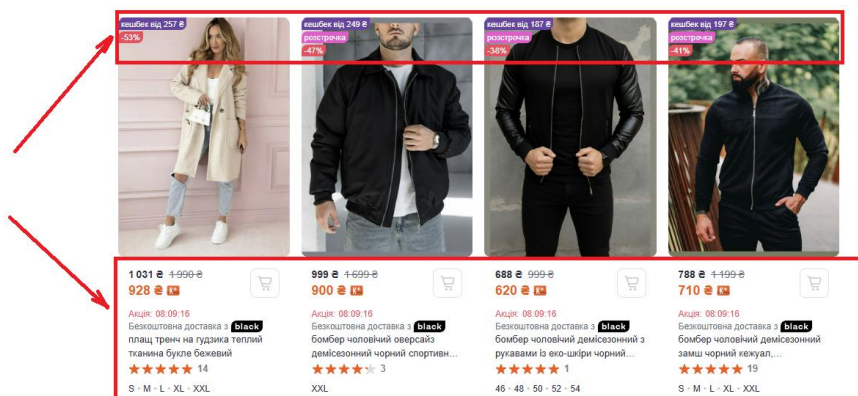 кешбек від 257 ₴
-53%
кешбек від 249 ₴
розстрочка
-47%
кешбек від 187 ₴
розстрочка
-38%
кешбек від 197 ₴
розстрочка
-41%
1 031 ₴ 1 990 ₴
928 ₴
Акція: 08:09:16
Безкоштовна доставка з black
плащ тренч на гудзика теплий
тканина букле бежевий
14
S · M · L · XL · XXL
999 ₴ 1 699 ₴
900 ₴
Акція: 08:09:16
Безкоштовна доставка з black
бомбер чоловічий оверсайз
демісезонний чорний спортивн...
3
XXL
688 ₴ 999 ₴
620 ₴
Акція: 08:09:16
Безкоштовна доставка з black
бомбер чоловічий демісезонний з
рукавами із еко-шкіри чорний...
1
46 · 48 · 50 · 52 · 54
788 ₴ 1 199 ₴
710 ₴
Акція: 08:09:16
Безкоштовна доставка з black
бомбер чоловічий демісезонний
замш чорний кежуал,...
19
S · M · L · XL · XXL